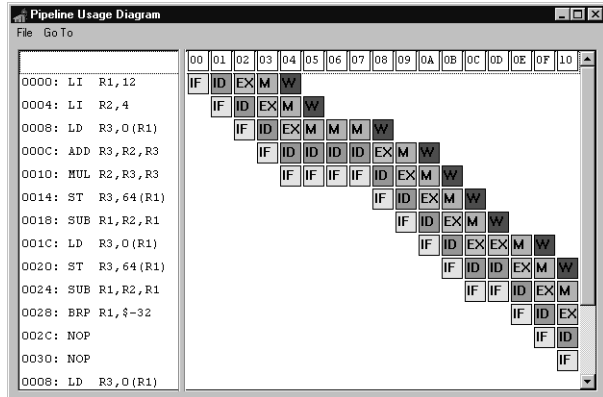 Pipeline Usage Diagram
File Go To
00 01 02 03 04 05 06 07 08 09 0A 0B 0C 0D 0E 0F 10
0000: LI R1,12 IF ID EX M W
0004: LI R2,4 IF ID EX M W
0008: LD R3,0(R1) IF ID EX M M M W
000C: ADD R3,R2,R3 IF ID ID ID ID EX M W
0010: MUL R2,R3,R3 IF IF IF IF ID EX M W
0014: ST R3,64(R1) IF ID EX M W
0018: SUB R1,R2,R1 IF ID EX M W
001C: LD R3,0(R1) IF ID EX EX M W
0020: ST R3,64(R1) IF ID ID EX M W
0024: SUB R1,R2,R1 IF IF ID EX M
0028: BRP R1,$-32 IF ID EX
002C: NOP IF ID
0030: NOP IF
0008: LD R3,0(R1)